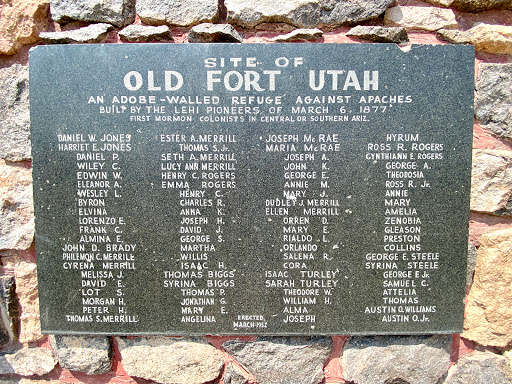 SITE OF
OLD FORT UTAH
AN ADOBE-WALLED REFUGE AGAINST APACHES
BUILT BY THE LEHI PIONEERS OF MARCH 6, 1877
FIRST MORMON COLONISTS IN CENTRAL OR SOUTHERN ARIZ.
DANIEL W. JONES
HARRIET E. JONES
DANIEL P.
WILEY C.
EDWIN W.
ELEANOR A.
WESLEY L.
BYRON
ELVINA
LORENZO E.
FRANK C.
ALMINA E.
JOHN D. BRADY
PHILEMON C. MERRILL
CYRENA MERRILL
MELISSA J.
DAVID E.
LOT S.
MORGAN H.
PETER H.
THOMAS S. MERRILL
ESTER A. MERRILL
THOMAS S. Jr.
SETH A. MERRILL
LUCY ANN MERRILL
HENRY C. ROGERS
EMMA ROGERS
HENRY C.
CHARLES R.
ANNA K.
JOSEPH H.
DAVID J.
GEORGE S.
MARTHA
WILLIS
ISAAC H.
THOMAS BIGGS
SYRINA BIGGS
THOMAS P.
JONATHAN G.
MARY E.
ANGELINA
JOSEPH Mc RAE
MARIA McRAE
JOSEPH A.
JOHN K.
GEORGE E.
ANNIE M.
MARY J.
DUDLEY J. MERRILL
ELLEN MERRILL
ORREN D.
MARY E.
RIALDO L.
ORLANDO
SALENA R.
CORA
ISAAC TURLEY
SARAH TURLEY
THEODORE W.
WILLIAM H.
ALMA
JOSEPH
HYRUM
ROSS R. ROGERS
CYNTHIANN E. ROGERS
GEORGE A.
THEODOSIA
ROSS R. Jr.
ANNIE
MARY
AMELIA
ZENOBIA
GLEASON
PRESTON
COLLINS
GEORGE E. STEELE
SYRINA STEELE
GEORGE E Jr.
SAMUEL C.
ATTELIA
THOMAS
AUSTIN O. WILLIAMS
AUSTIN O. Jr.
ERECTED,
MARCH-1952